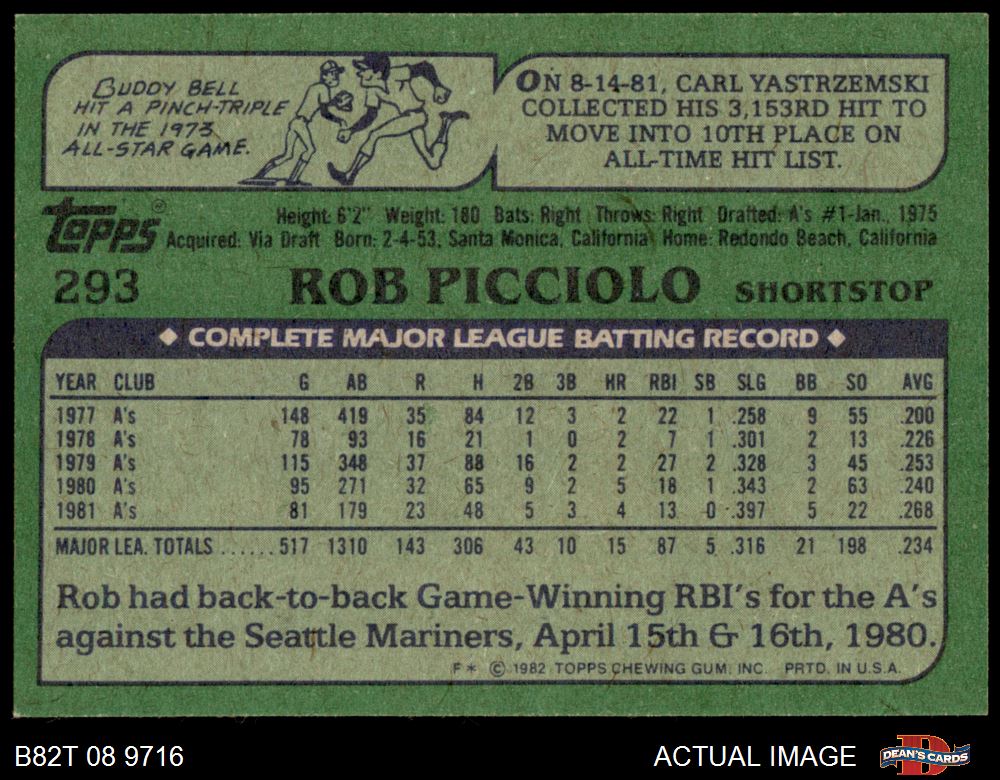 BUDDY BELL
HIT A PINCH-TRIPLE
IN THE 1973
ALL-STAR GAME.
ON 8-14-81, CARL YASTRZEMSKI
COLLECTED HIS 3,153RD HIT TO
MOVE INTO 10TH PLACE ON
ALL-TIME HIT LIST.
topps®
Height: 6'2" Weight: 180 Bats: Right Throws: Right Drafted: A's #1-Jan., 1975
Acquired: Via Draft Born: 2-4-53, Santa Monica, California Home: Redondo Beach, California
293 ROB PICCIOLO SHORTSTOP
◆ COMPLETE MAJOR LEAGUE BATTING RECORD ◆
YEAR CLUB G AB R H 2B 3B HR RBI SB SLG BB SO AVG
1977 A's 148 419 35 84 12 3 2 22 1 .258 9 55 .200
1978 A's 78 93 16 21 1 0 2 7 1 .301 2 13 .226
1979 A's 115 348 37 88 16 2 2 27 2 .328 3 45 .253
1980 A's 95 271 32 65 9 2 5 18 1 .343 2 63 .240
1981 A's 81 179 23 48 5 3 4 13 0 .397 5 22 .268
MAJOR LEA. TOTALS ...... 517 1310 143 306 43 10 15 87 5 .316 21 198 .234
Rob had back-to-back Game-Winning RBI's for the A's
against the Seattle Mariners, April 15th & 16th, 1980.
F * © 1982 TOPPS CHEWING GUM, INC. PRTD. IN U.S.A.
B82T 08 9716 ACTUAL IMAGE DEAN'S CARDS